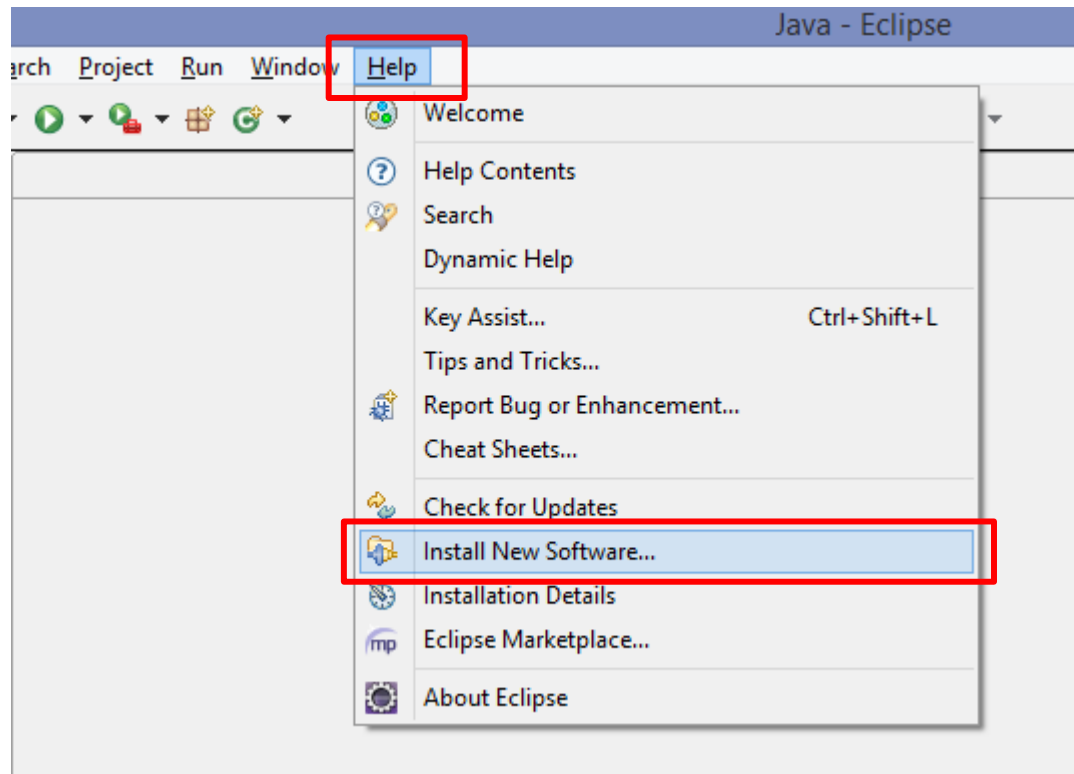 Java - Eclipse
arch Project Run Window Help
Welcome
Help Contents
Search
Dynamic Help
Key Assist... Ctrl+Shift+L
Tips and Tricks...
Report Bug or Enhancement...
Cheat Sheets...
Check for Updates
Install New Software...
Installation Details
mp Eclipse Marketplace...
About Eclipse